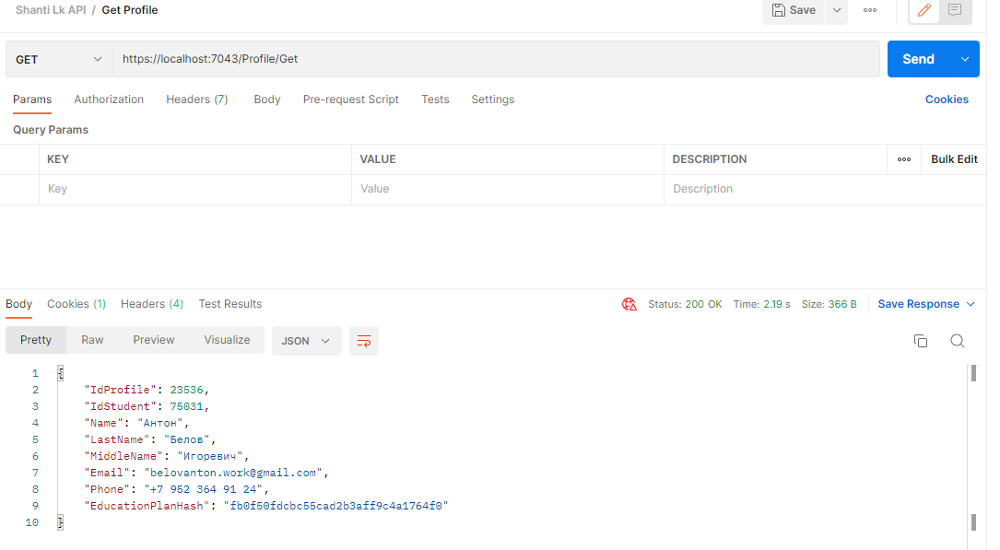 Shanti Lk API / Get Profile Save
GET https://localhost:7043/Profile/Get Send
Params Authorization Headers (7) Body Pre-request Script Tests Settings Cookies
Query Params
KEY VALUE DESCRIPTION Bulk Edit
Key Value Description
Body Cookies (1) Headers (4) Test Results Status: 200 OK Time: 2.19 s Size: 366 B Save Response
Pretty Raw Preview Visualize JSON
1 {
2 "IdProfile": 23536,
3 "IdStudent": 75031,
4 "Name": "Антон",
5 "LastName": "Белов",
6 "MiddleName": "Игоревич",
7 "Email": "belovanton.work@gmail.com",
8 "Phone": "+7 952 364 91 24",
9 "EducationPlanHash": "fb0f50fdcbc55cad2b3aff9c4a1764f0"
10 }